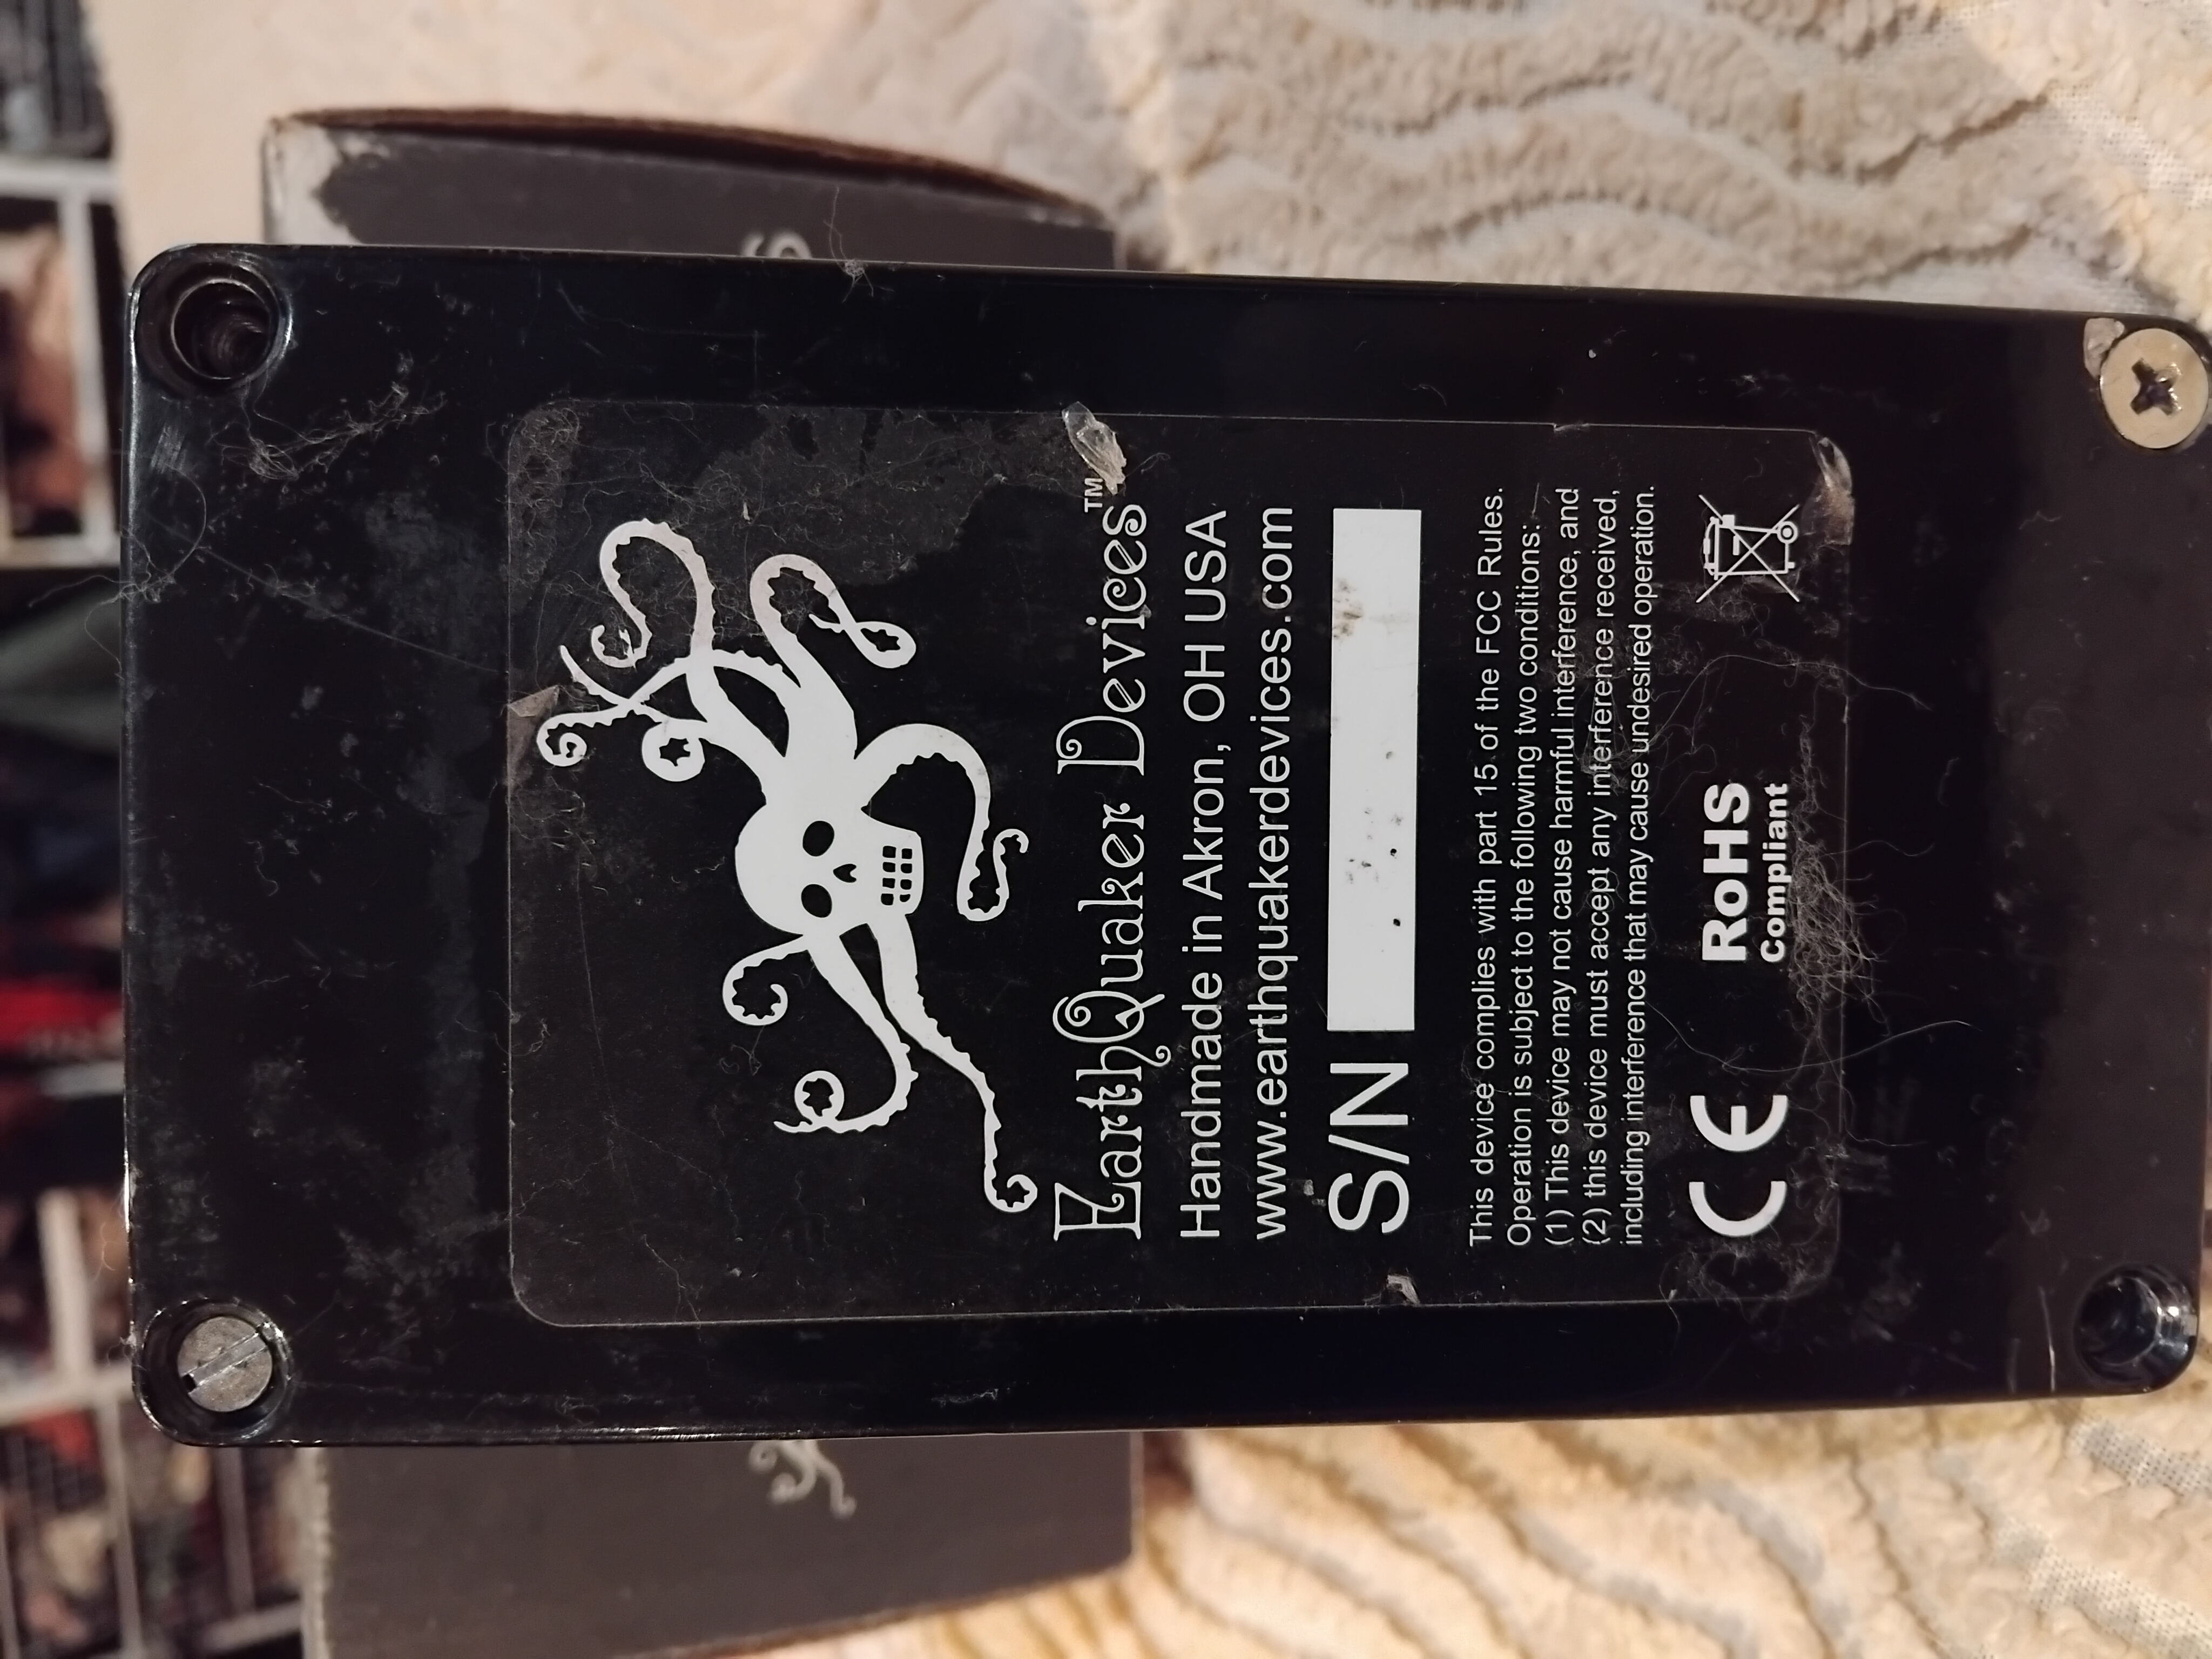 EarthQuaker Devices™
Handmade in Akron, OH USA
www.earthquakerdevices.com
S/N
This device complies with part 15 of the FCC Rules.
Operation is subject to the following two conditions:
(1) This device may not cause harmful interference, and
(2) this device must accept any interference received,
including interference that may cause undesired operation.
CE
RoHS
Compliant